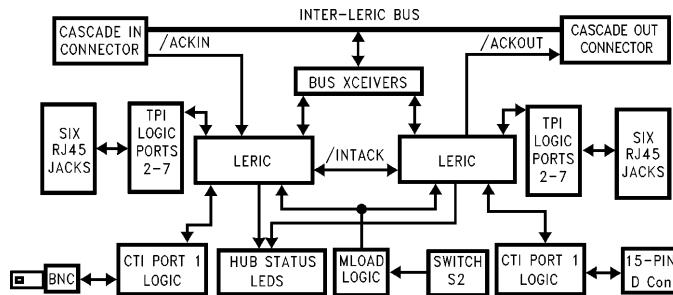 INTER-LERIC BUS
CASCADE IN
CONNECTOR
/ACKIN
/ACKOUT
CASCADE OUT
CONNECTOR
BUS XCEIVERS
SIX
RJ45
JACKS
TPI
LOGIC
PORTS
2-7
LERIC
/INTACK
LERIC
TPI
LOGIC
PORTS
2-7
SIX
RJ45
JACKS
BNC
CTI PORT 1
LOGIC
HUB STATUS
LEDS
MLOAD
LOGIC
SWITCH
S2
CTI PORT 1
LOGIC
15-PIN
D Con